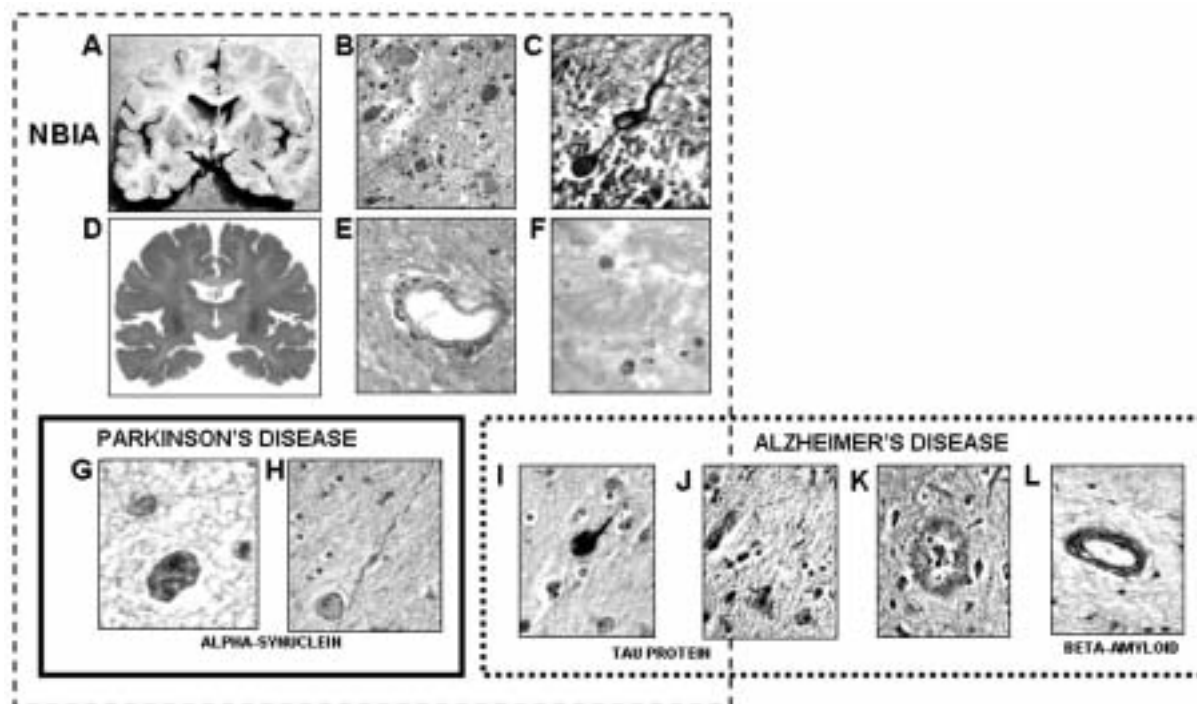 A
B
C
NBIA
D
E
F
PARKINSON'S DISEASE
ALZHEIMER'S DISEASE
G
H
I
J
K
L
ALPHA-SYNUCLEIN
TAU PROTEIN
BETA-AMYLOID